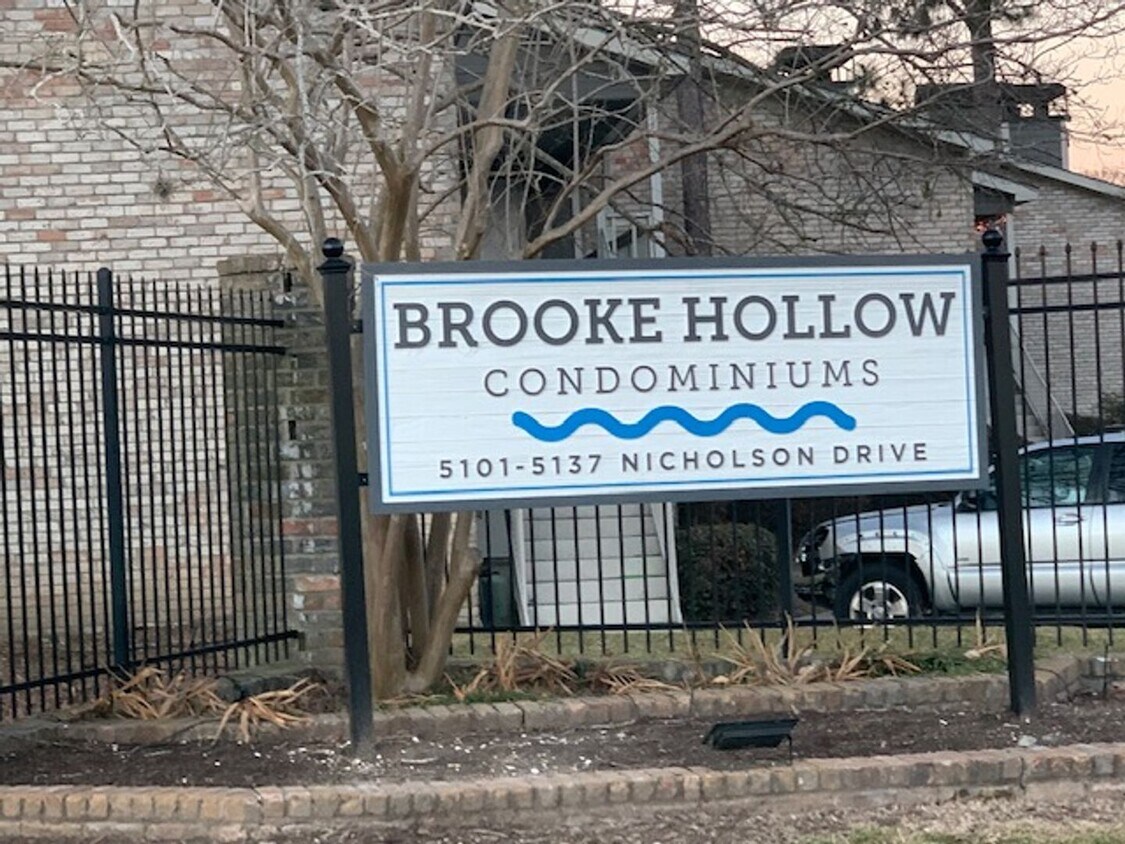 BROOKE HOLLOW
CONDOMINIUMS
5101-5137 NICHOLSON DRIVE